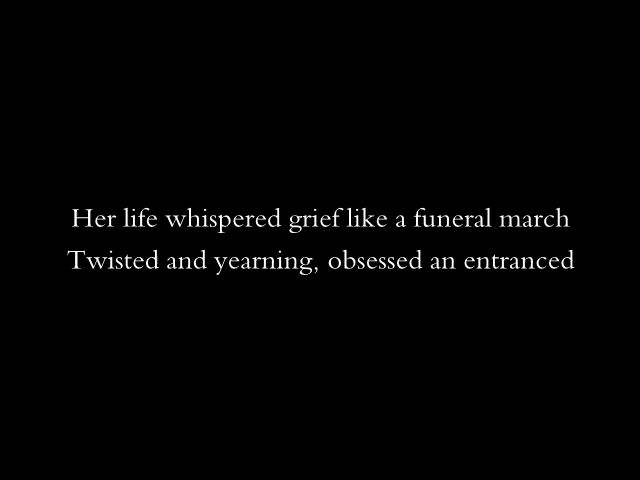 Her life whispered grief like a funeral march
Twisted and yearning, obsessed an entranced